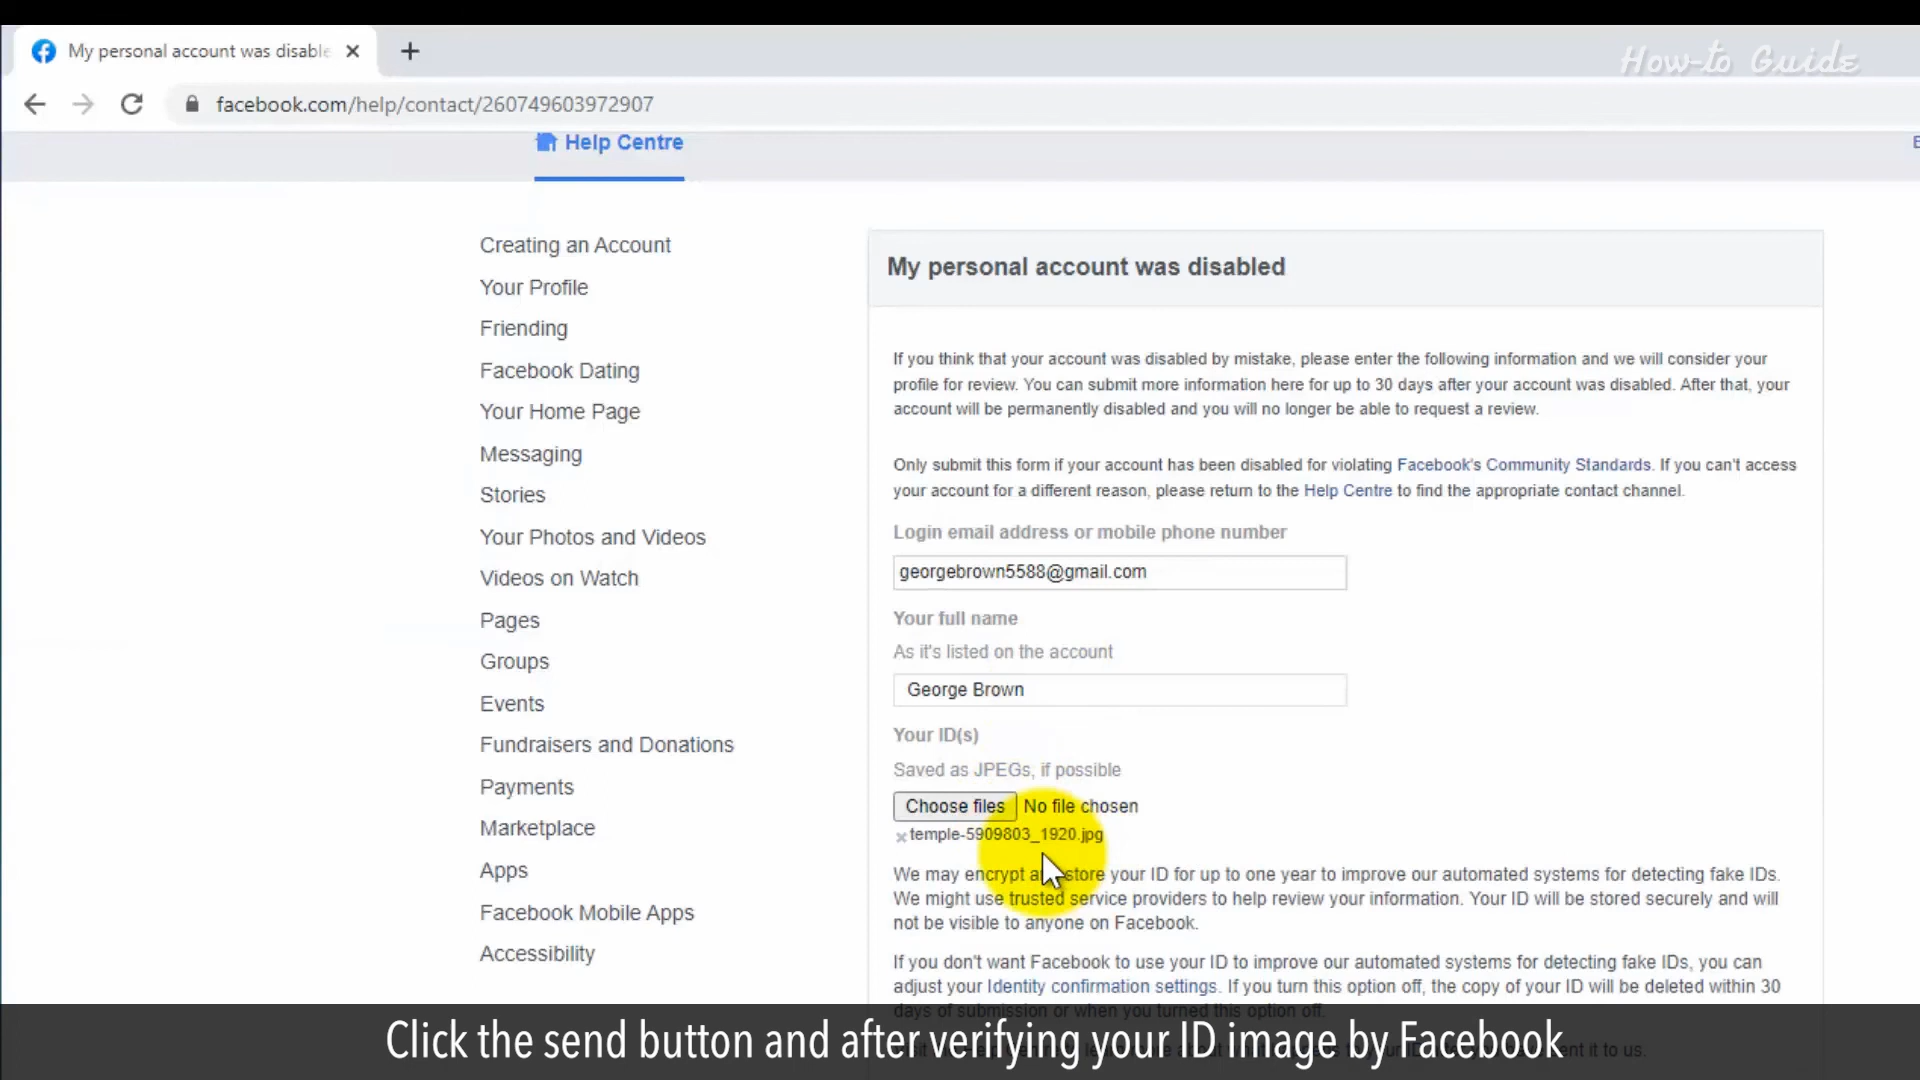 My personal account was disable
How-to Guide
facebook.com/help/contact/260749603972907
Help Centre
Creating an Account
Your Profile
Friending
Facebook Dating
Your Home Page
Messaging
Stories
Your Photos and Videos
Videos on Watch
Pages
Groups
Events
Fundraisers and Donations
Payments
Marketplace
Apps
Facebook Mobile Apps
Accessibility
My personal account was disabled
If you think that your account was disabled by mistake, please enter the following information and we will consider your
profile for review. You can submit more information here for up to 30 days after your account was disabled. After that, your
account will be permanently disabled and you will no longer be able to request a review.
Only submit this form if your account has been disabled for violating Facebook's Community Standards. If you can't access
your account for a different reason, please return to the Help Centre to find the appropriate contact channel.
Login email address or mobile phone number
georgebrown5588@gmail.com
Your full name
As it's listed on the account
George Brown
Your ID(s)
Saved as JPEGs, if possible
Choose files No file chosen
temple-5909803_1920.jpg
We may encrypt and store your ID for up to one year to improve our automated systems for detecting fake IDs.
We might use trusted service providers to help review your information. Your ID will be stored securely and will
not be visible to anyone on Facebook.
If you don't want Facebook to use your ID to improve our automated systems for detecting fake IDs, you can
adjust your Identity confirmation settings. If you turn this option off, the copy of your ID will be deleted within 30
days of submission or when you turned this option off.
Click the send button and after verifying your ID image by Facebook